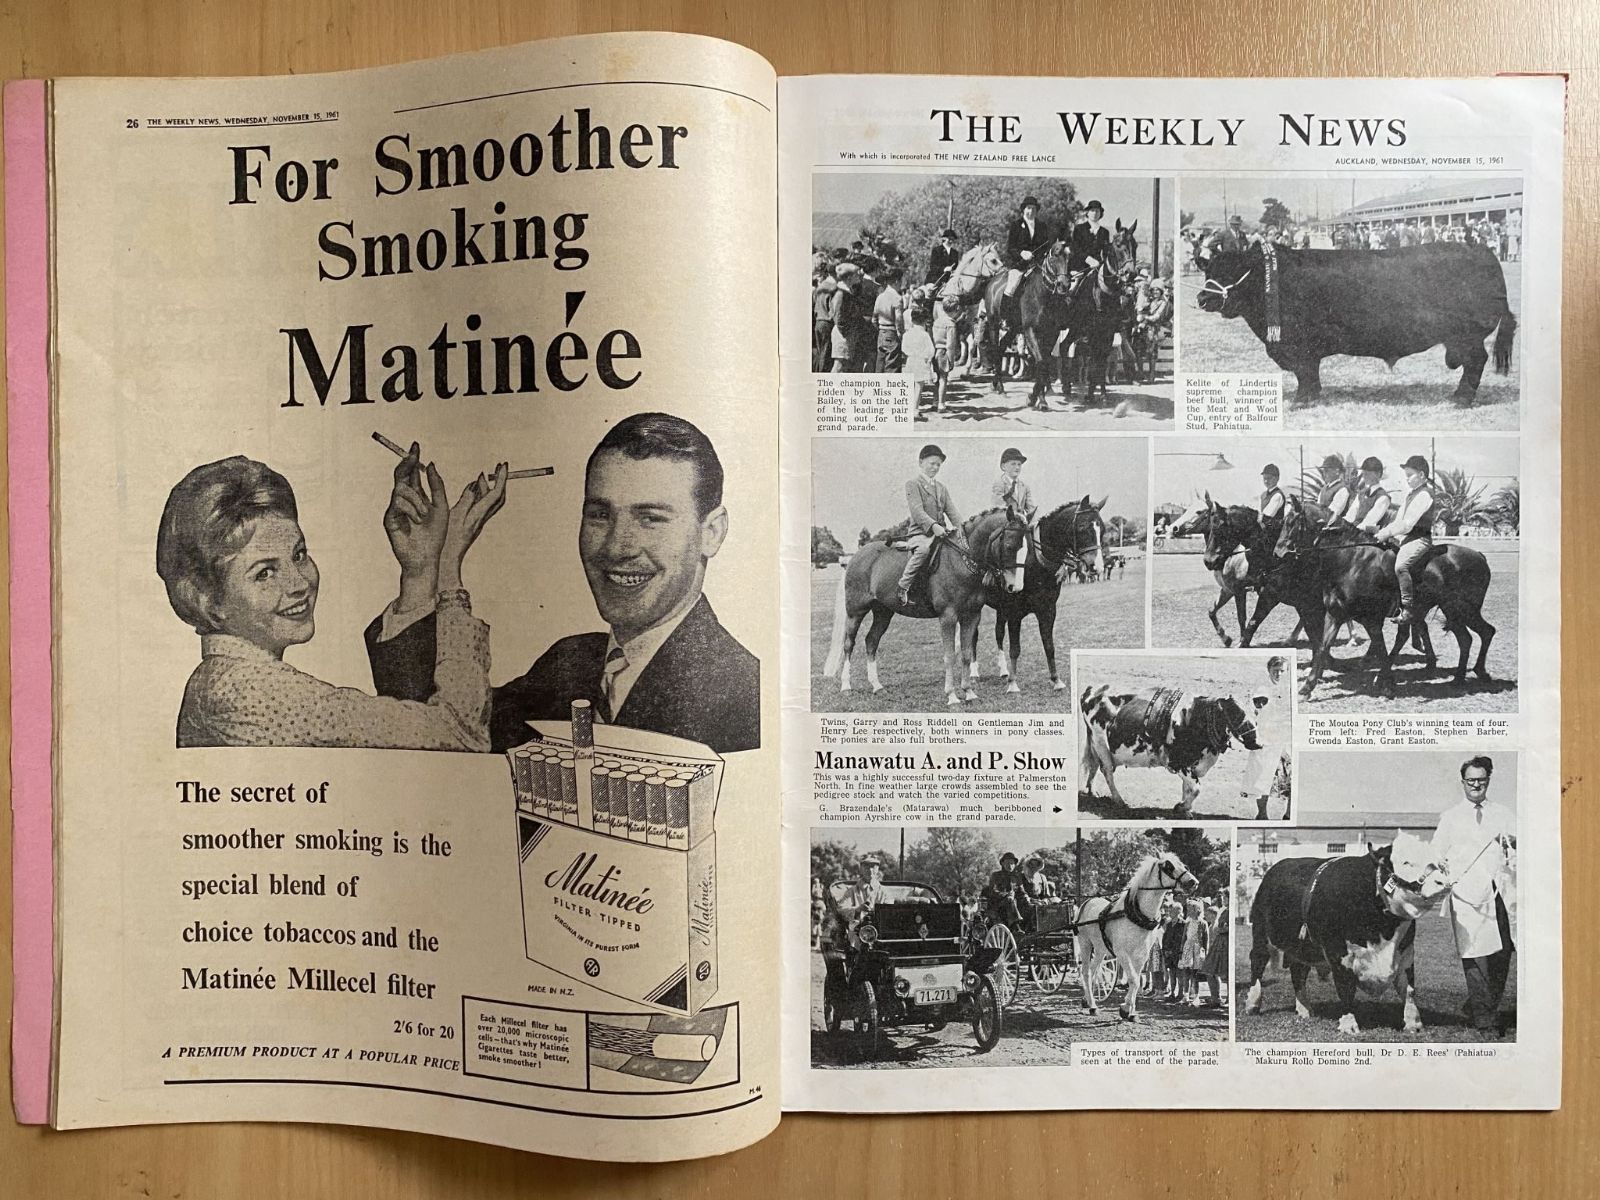 26 THE WEEKLY NEWS, WEDNESDAY, NOVEMBER 15, 1961
For Smoother
Smoking
Matinée
The secret of
smoother smoking is the
special blend of
choice tobaccos and the
Matinée Millecel filter
2'6 for 20
A PREMIUM PRODUCT AT A POPULAR PRICE
Matinée
FILTER TIPPED
VIRGINIA IN ITS PUREST FORM
Matinée
MADE IN N.Z.
Each Millecel filter has
over 20,000 microscopic
cells—that's why Matinée
Cigarettes taste better,
smoke smoother!
M.46
THE WEEKLY NEWS
With which is incorporated THE NEW ZEALAND FREE LANCE
AUCKLAND, WEDNESDAY, NOVEMBER 15, 1961
The champion hack,
ridden by Miss R.
Bailey, is on the left
of the leading pair
coming out for the
grand parade.
Kelite of Lindertis
supreme champion
beef bull, winner of
the Meat and Wool
Cup, entry of Balfour
Stud, Pahiatua.
Twins, Garry and Ross Riddell on Gentleman Jim and
Henry Lee respectively, both winners in pony classes.
The ponies are also full brothers.
The Moutoa Pony Club's winning team of four.
From left: Fred Easton, Stephen Barber,
Gwenda Easton, Grant Easton.
Manawatu A. and P. Show
This was a highly successful two-day fixture at Palmerston
North. In fine weather large crowds assembled to see the
pedigree stock and watch the varied competitions.
G. Brazendale's (Matarawa) much beribboned
champion Ayrshire cow in the grand parade.
71.271
Types of transport of the past
seen at the end of the parade.
The champion Hereford bull, Dr D. E. Rees' (Pahiatua)
Makuru Rollo Domino 2nd.